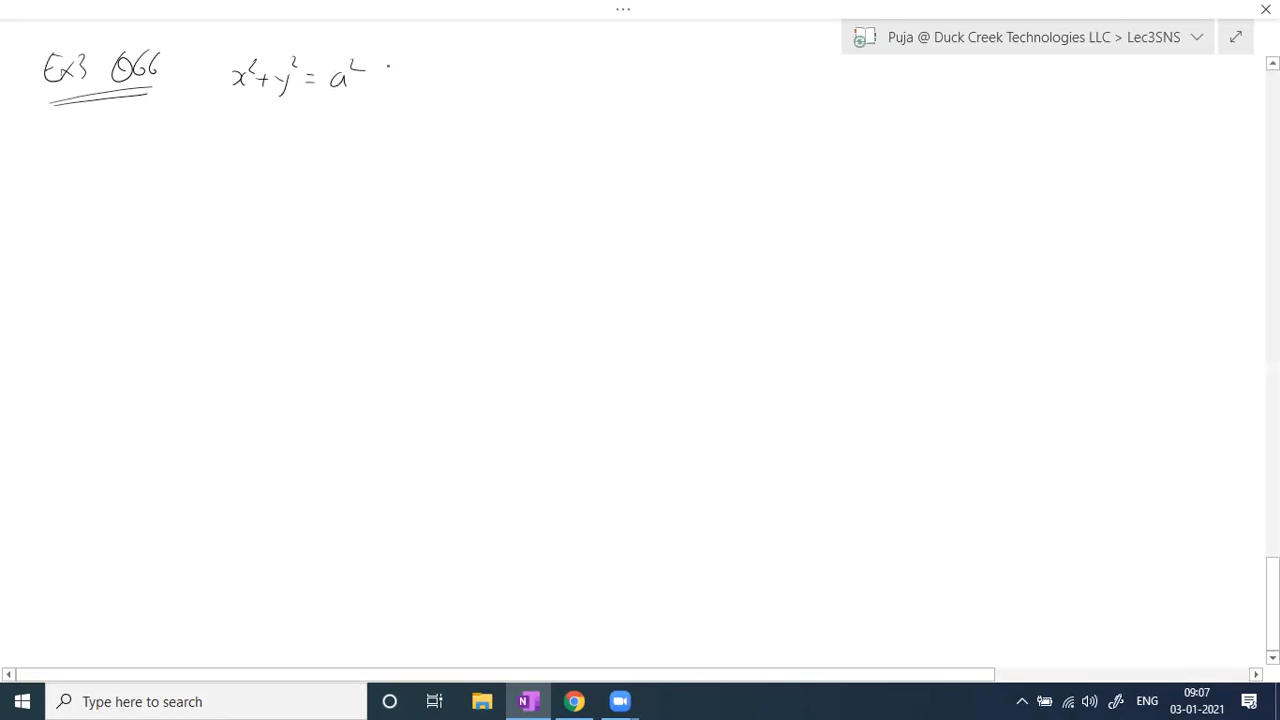 ...
Puja @ Duck Creek Technologies LLC > Lec3SNS
Ex3 Q66 x² + y² = a²
Type here to search
ENG
09:07
03-01-2021